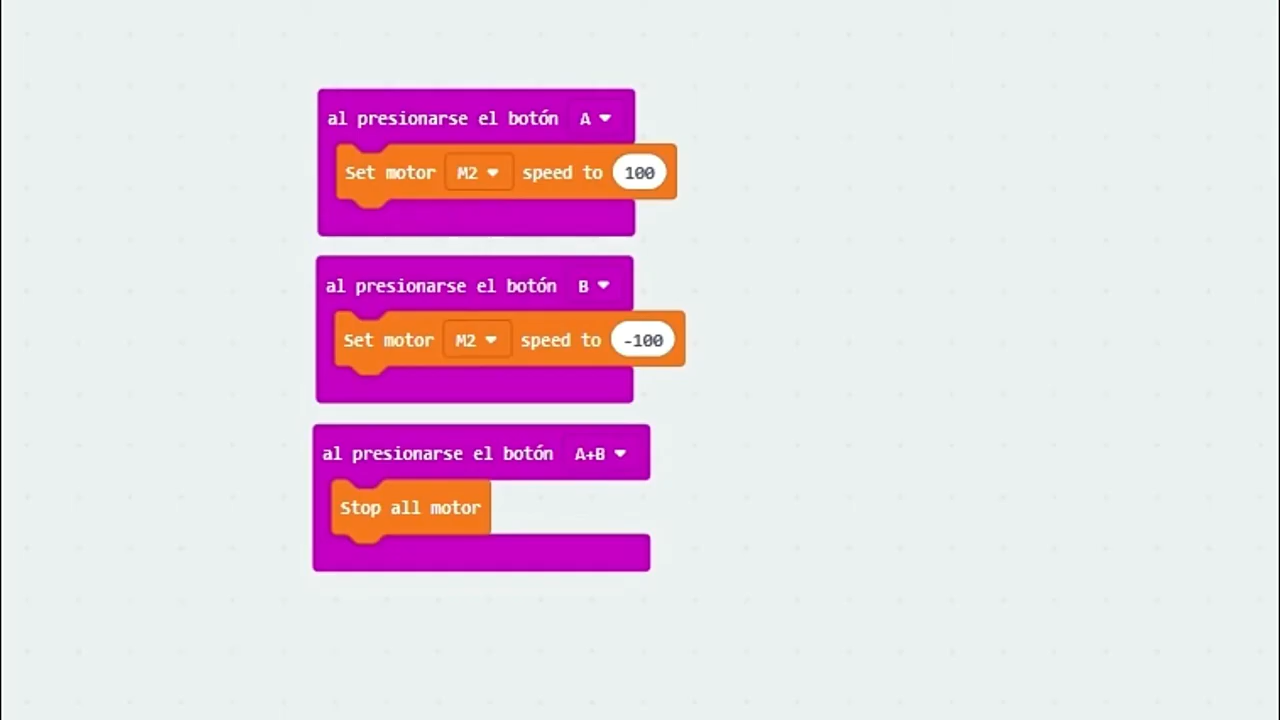 al presionarse el botón A
Set motor M2 speed to 100
al presionarse el botón B
Set motor M2 speed to -100
al presionarse el botón A+B
Stop all motor